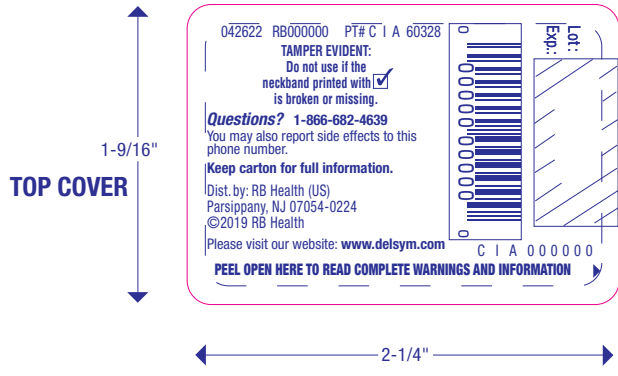 042622 RB000000 PT# C I A 60328
TAMPER EVIDENT:
Do not use if the
neckband printed with
is broken or missing.
Questions? 1-866-682-4639
You may also report side effects to this
phone number.
Keep carton for full information.
Dist. by: RB Health (US)
Parsippany, NJ 07054-0224
©2019 RB Health
Please visit our website: www.delsym.com
PEEL OPEN HERE TO READ COMPLETE WARNINGS AND INFORMATION
0 000000000 0
C I A 000000
Lot:
Exp.:
1-9/16"
TOP COVER
2-1/4"